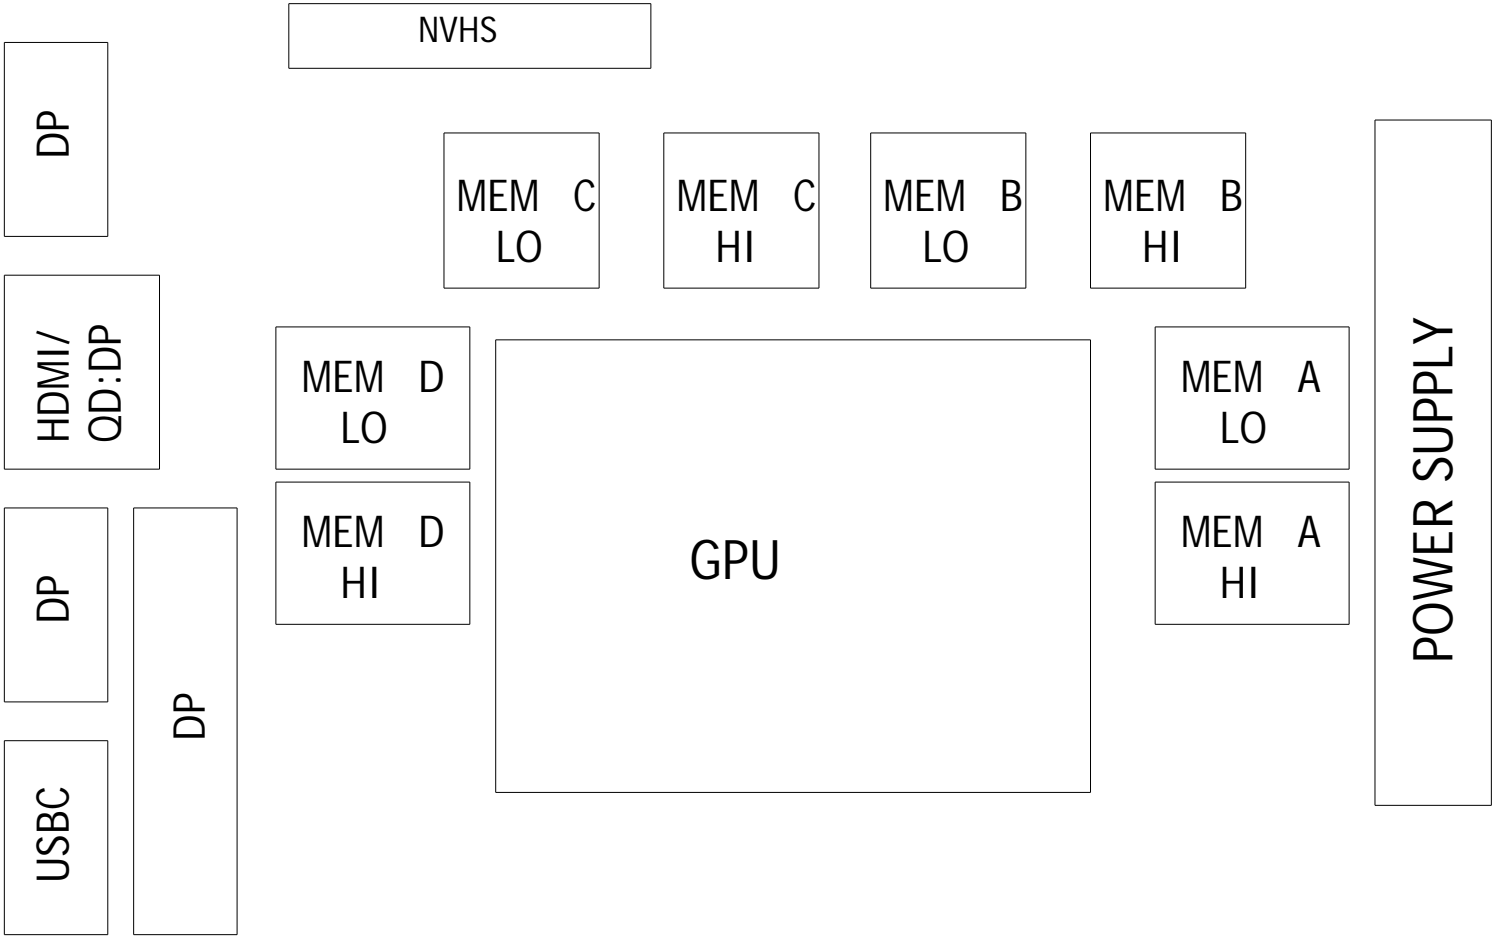 NVHS
DP
MEM C
LO
MEM C
HI
MEM B
LO
MEM B
HI
HDMI/
QD:DP
MEM D
LO
MEM A
LO
MEM D
HI
GPU
MEM A
HI
POWER SUPPLY
DP
DP
USBC